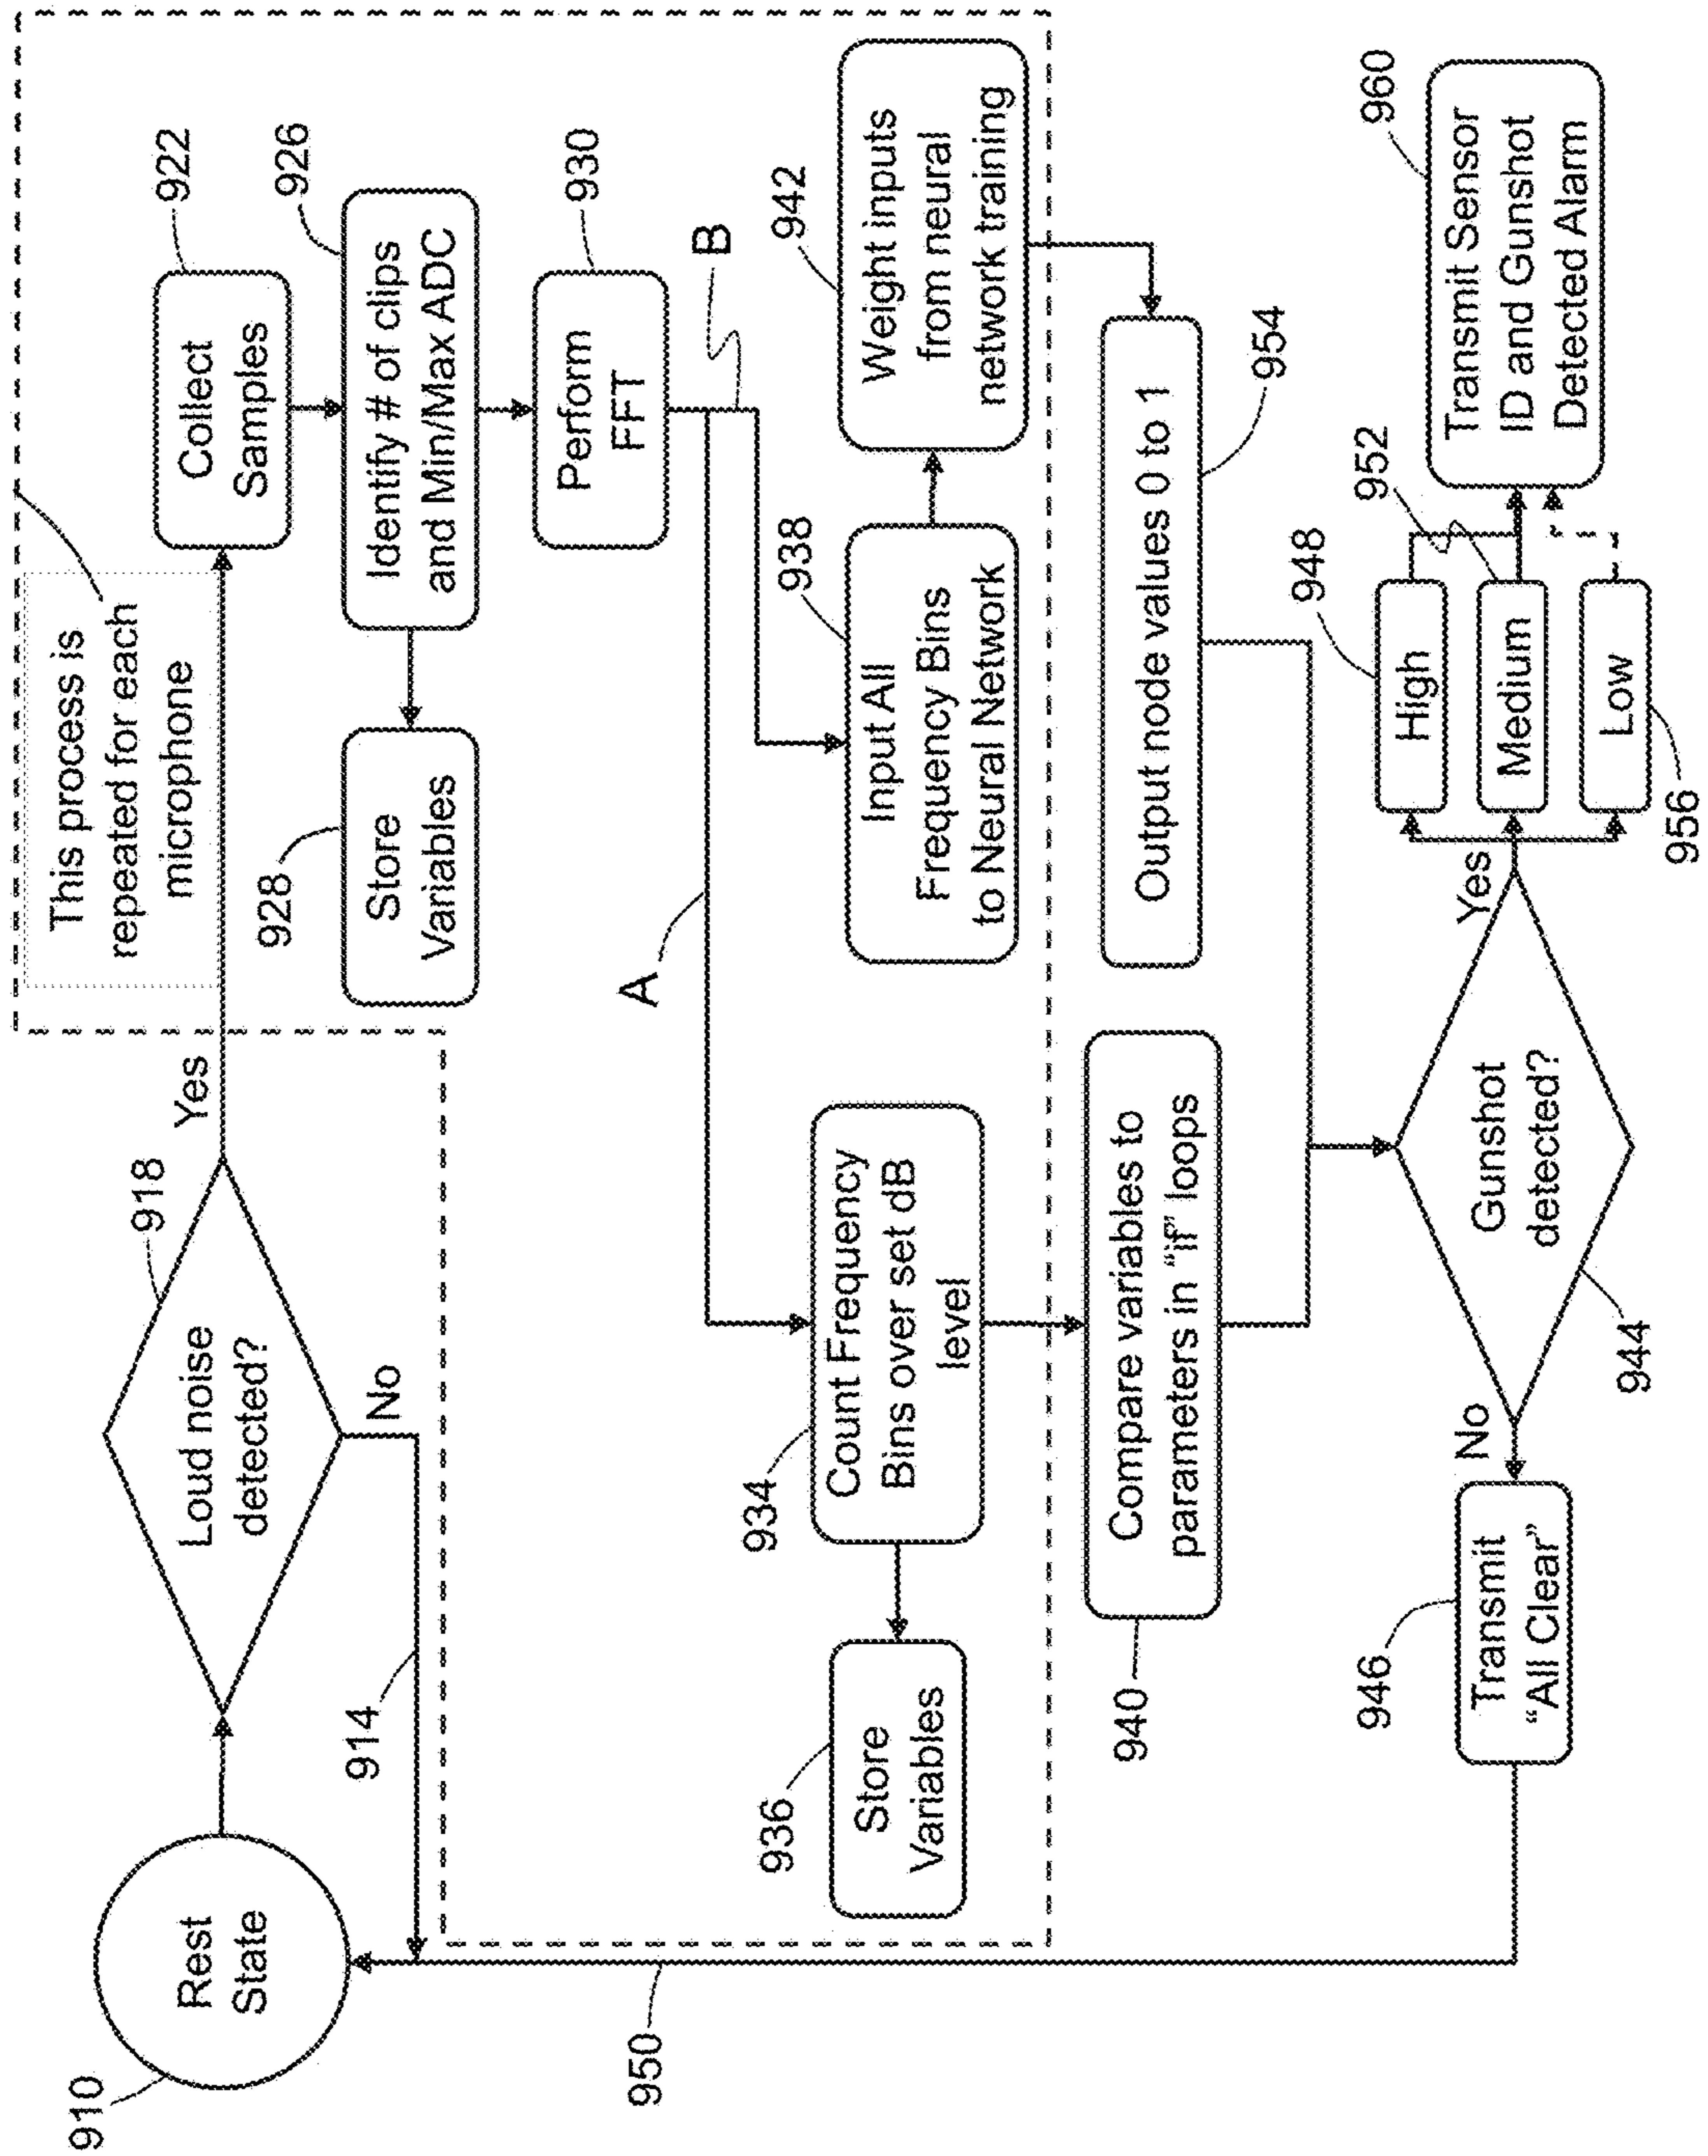 910
Rest
State
914
Loud noise
detected?
918
Yes
No
This process is
repeated for each
microphone
Collect
Samples
922
Identify # of clips
and Min/Max ADC
926
Store
Variables
928
Perform
FFT
930
A
B
Count Frequency
Bins over set dB
level
934
Store
Variables
936
Input All
Frequency Bins
to Neural Network
938
Weight inputs
from neural
network training
942
Compare variables to
parameters in “if” loops
940
Output node values 0 to 1
954
950
Transmit
“All Clear”
946
No
Gunshot
detected?
944
Yes
High
948
Medium
952
Low
956
Transmit Sensor
ID and Gunshot
Detected Alarm
960